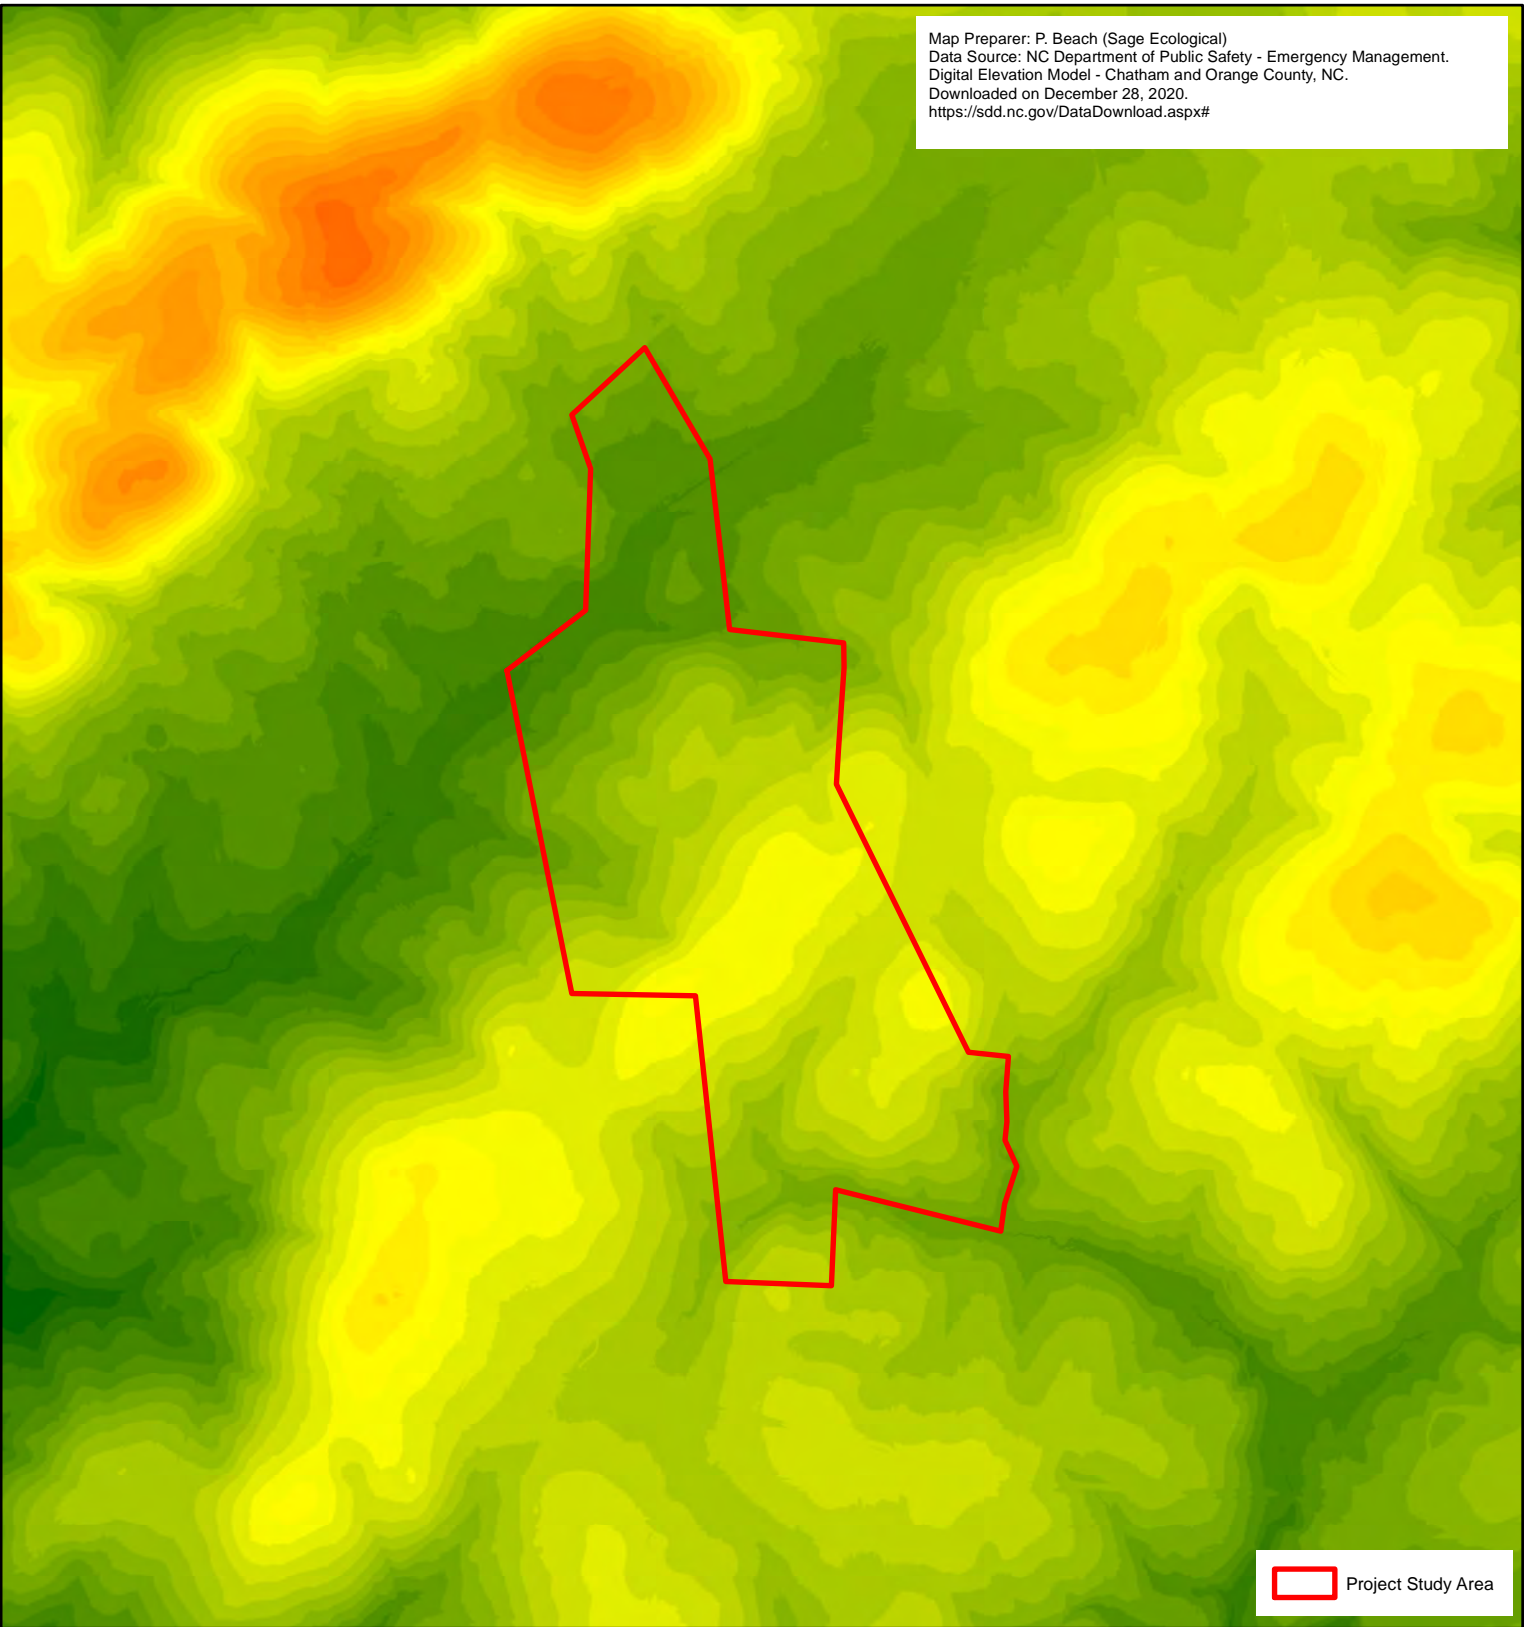 Map Preparer: P. Beach (Sage Ecological)
Data Source: NC Department of Public Safety - Emergency Management.
Digital Elevation Model - Chatham and Orange County, NC.
Downloaded on December 28, 2020.
https://sdd.nc.gov/DataDownload.aspx#
Project Study Area